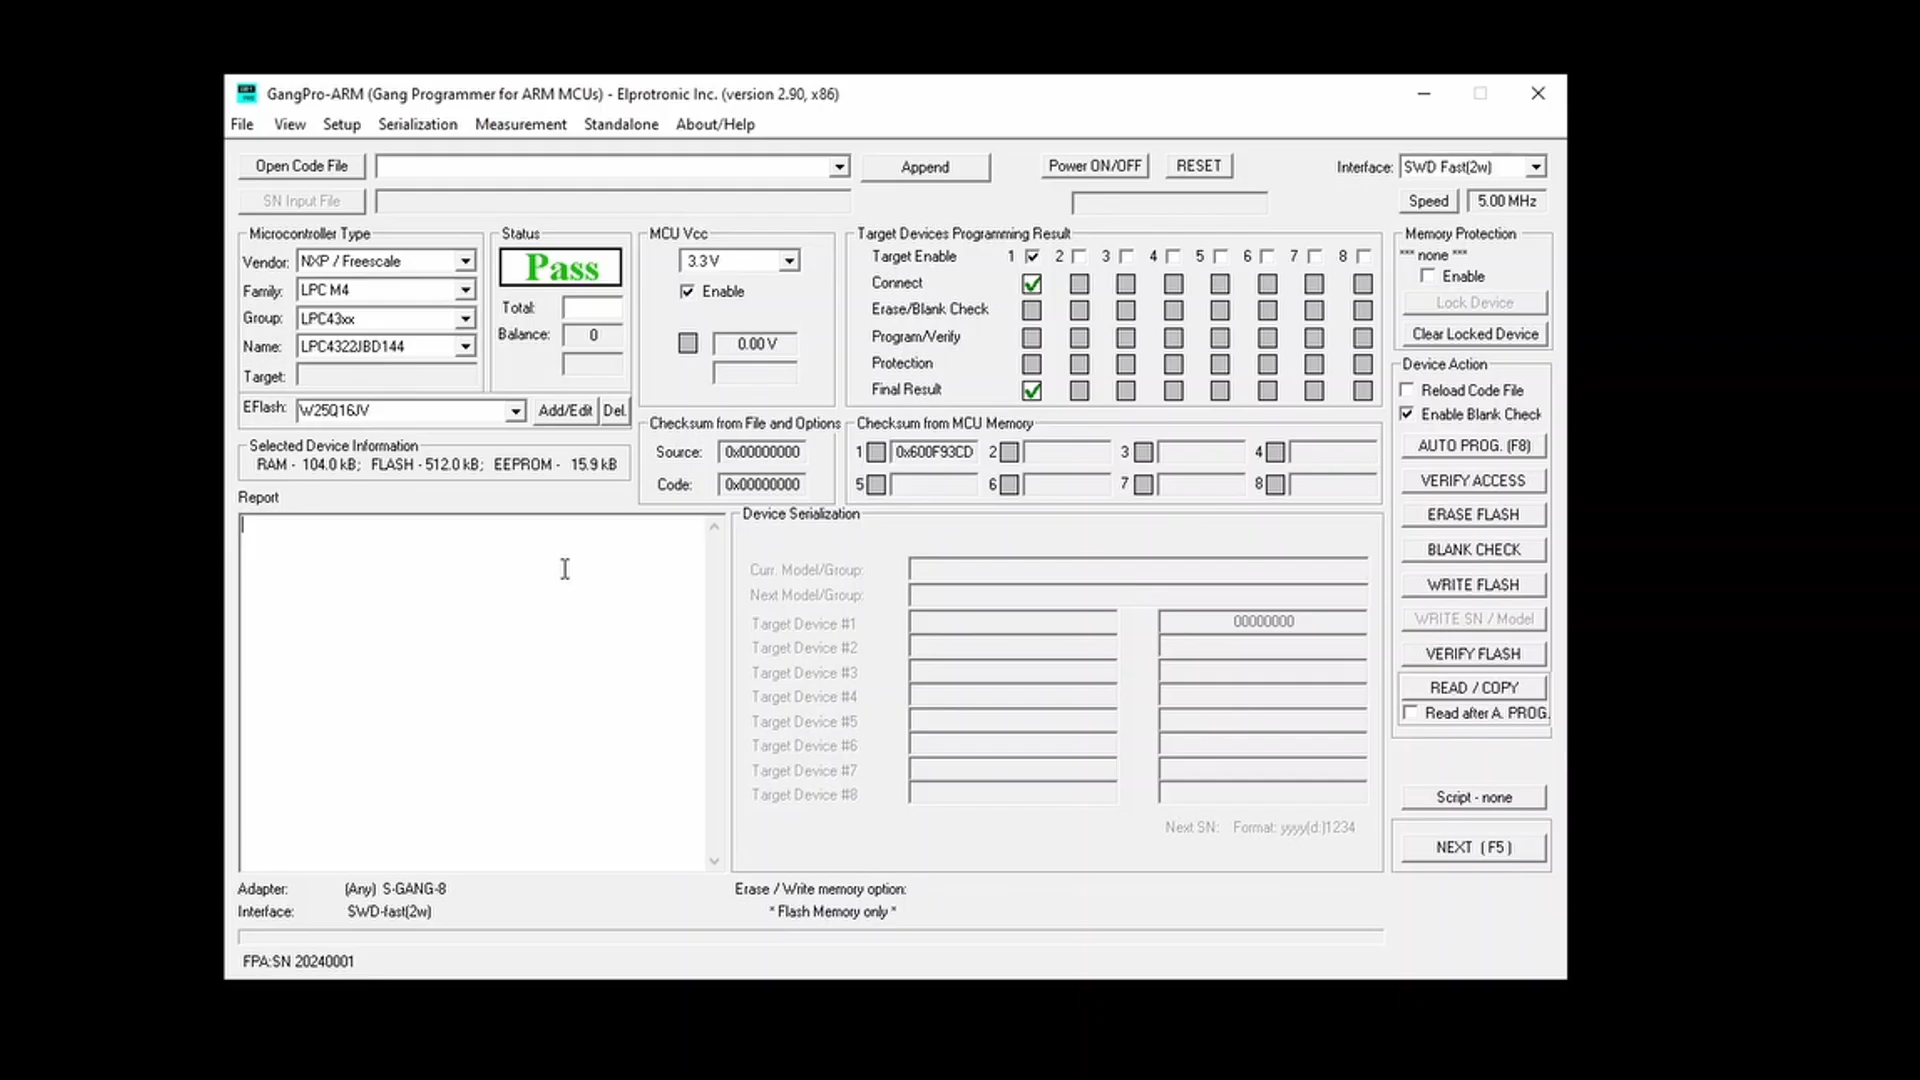 GangPro-ARM (Gang Programmer for ARM MCUs) - Elprotronic Inc. (version 2.90, x86)
File View Setup Serialization Measurement Standalone About/Help
Open Code File Append Power ON/OFF RESET Interface: SWD Fast(2w)
SN Input File Speed 5.00 MHz
Microcontroller Type
Vendor: NXP / Freescale
Family: LPC M4
Group: LPC43xx
Name: LPC4322JBD144
Target:
EFlash: W25Q16JV Add/Edit Del.
Selected Device Information
RAM - 104.0 kB; FLASH - 512.0 kB; EEPROM - 15.9 kB
Status
Pass
Total:
Balance: 0
MCU Vcc
3.3 V
Enable
0.00 V
Target Devices Programming Result
Target Enable 1 2 3 4 5 6 7 8
Connect
Erase/Blank Check
Program/Verify
Protection
Final Result
Checksum from File and Options
Source: 0x00000000
Code: 0x00000000
Checksum from MCU Memory
1 0x600F93CD 2 3 4
5 6 7 8
Memory Protection
*** none ***
Enable
Lock Device
Clear Locked Device
Device Action
Reload Code File
Enable Blank Check
AUTO PROG. (F8)
VERIFY ACCESS
ERASE FLASH
BLANK CHECK
WRITE FLASH
WRITE SN / Model
VERIFY FLASH
READ / COPY
Read after A. PROG.
Script - none
NEXT ( F5 )
Report
Device Serialization
Curr. Model/Group:
Next Model/Group:
Target Device #1 00000000
Target Device #2
Target Device #3
Target Device #4
Target Device #5
Target Device #6
Target Device #7
Target Device #8
Next SN: Format: yyyy(d:)1234
Adapter: (Any) S-GANG-8
Interface: SWD-fast(2w)
Erase / Write memory option:
* Flash Memory only *
FPA:SN 20240001